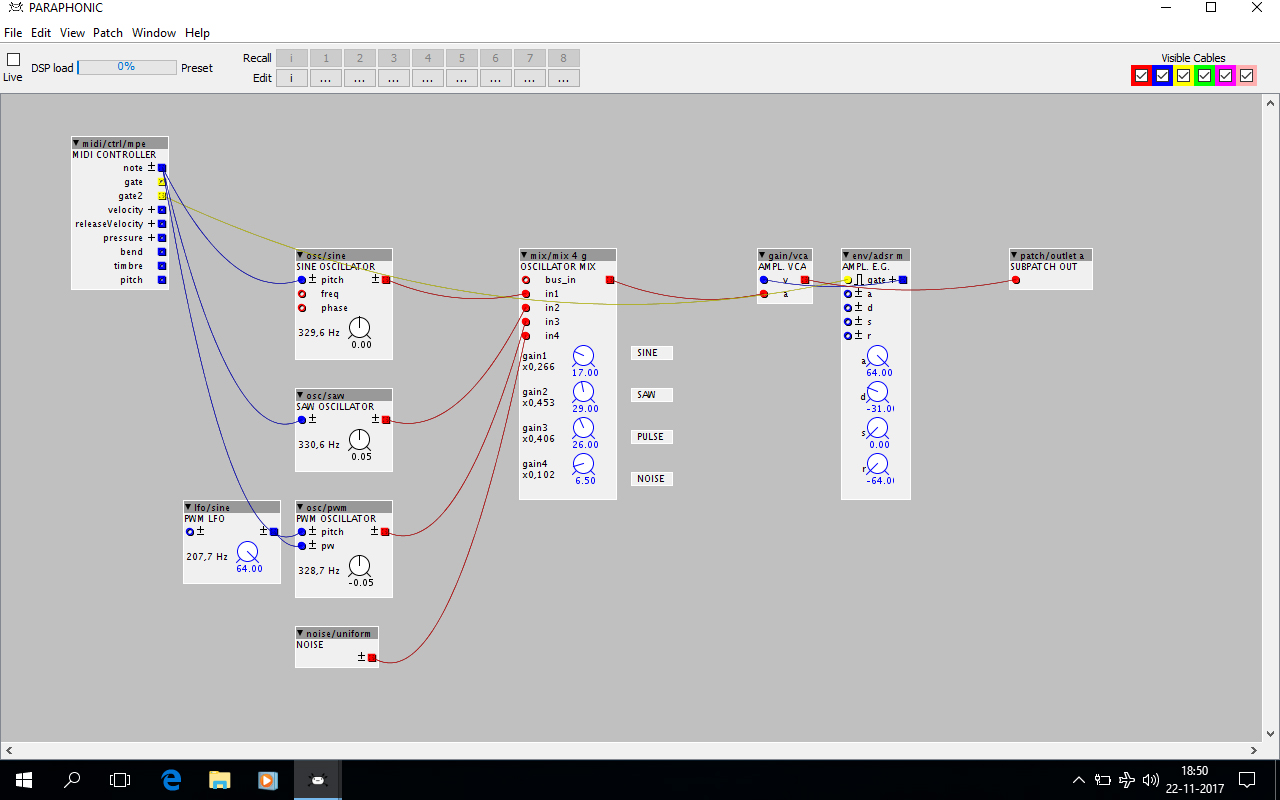 PARAPHONIC
File Edit View Patch Window Help
Live
DSP load 0% Preset
Recall i 1 2 3 4 5 6 7 8
Edit i ... ... ... ... ... ... ... ...
Visible Cables
midi/ctrl/mpe
MIDI CONTROLLER
note ±
gate
gate2
velocity +
releaseVelocity +
pressure +
bend
timbre
pitch
osc/sine
SINE OSCILLATOR
± pitch ±
freq
phase
329,6 Hz
0.00
osc/saw
SAW OSCILLATOR
± ±
330,6 Hz
0.05
lfo/sine
PWM LFO
± ±
207,7 Hz
64.00
osc/pwm
PWM OSCILLATOR
± pitch ±
± pw
328,7 Hz
-0.05
noise/uniform
NOISE
±
mix/mix 4 g
OSCILLATOR MIX
bus_in
in1
in2
in3
in4
gain1
x0,266
17.00
gain2
x0,453
29.00
gain3
x0,406
26.00
gain4
x0,102
6.50
SINE
SAW
PULSE
NOISE
gain/vca
AMPL. VCA
v
a
env/adsr m
AMPL. E.G.
gate +
± a
± d
± s
± r
a
64.00
d
-31.0
s
0.00
r
-64.0
patch/outlet a
SUBPATCH OUT
18:50
22-11-2017